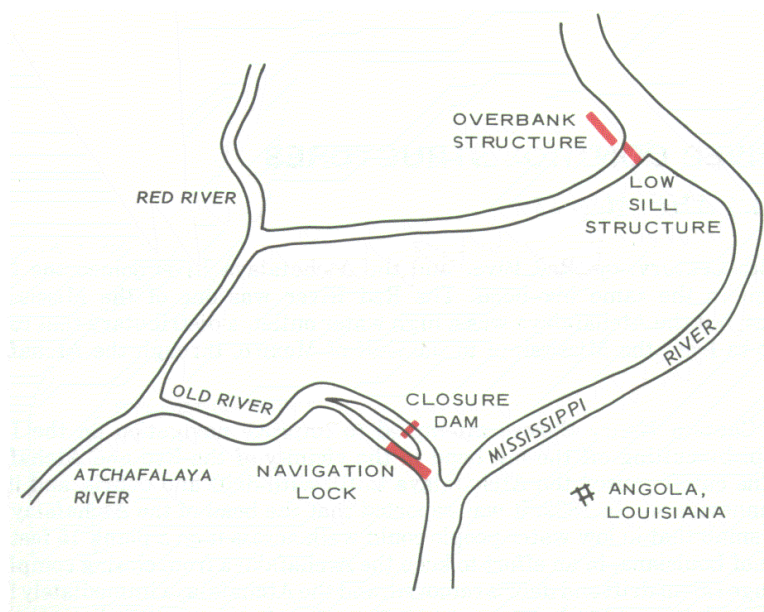 OVERBANK
STRUCTURE
RED RIVER
LOW
SILL
STRUCTURE
OLD RIVER
CLOSURE
DAM
MISSISSIPPI RIVER
ATCHAFALAYA
RIVER
NAVIGATION
LOCK
ANGOLA,
LOUISIANA